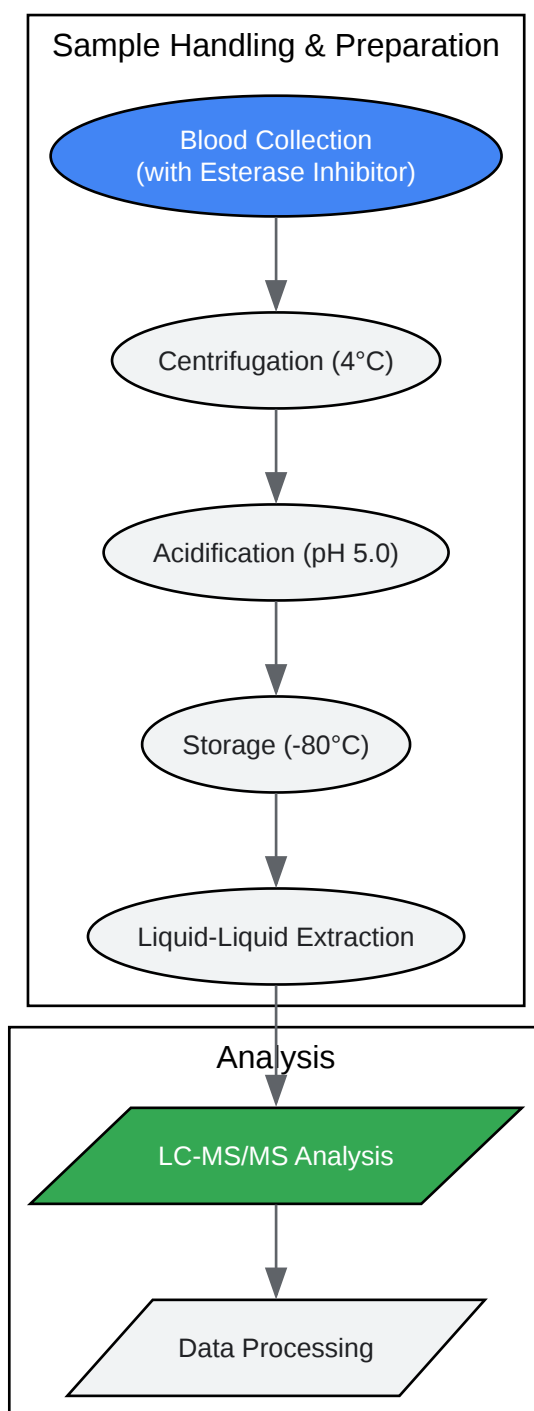 Sample Handling & Preparation
Blood Collection
(with Esterase Inhibitor)
Centrifugation (4°C)
Acidification (pH 5.0)
Storage (-80°C)
Liquid-Liquid Extraction
Analysis
LC-MS/MS Analysis
Data Processing